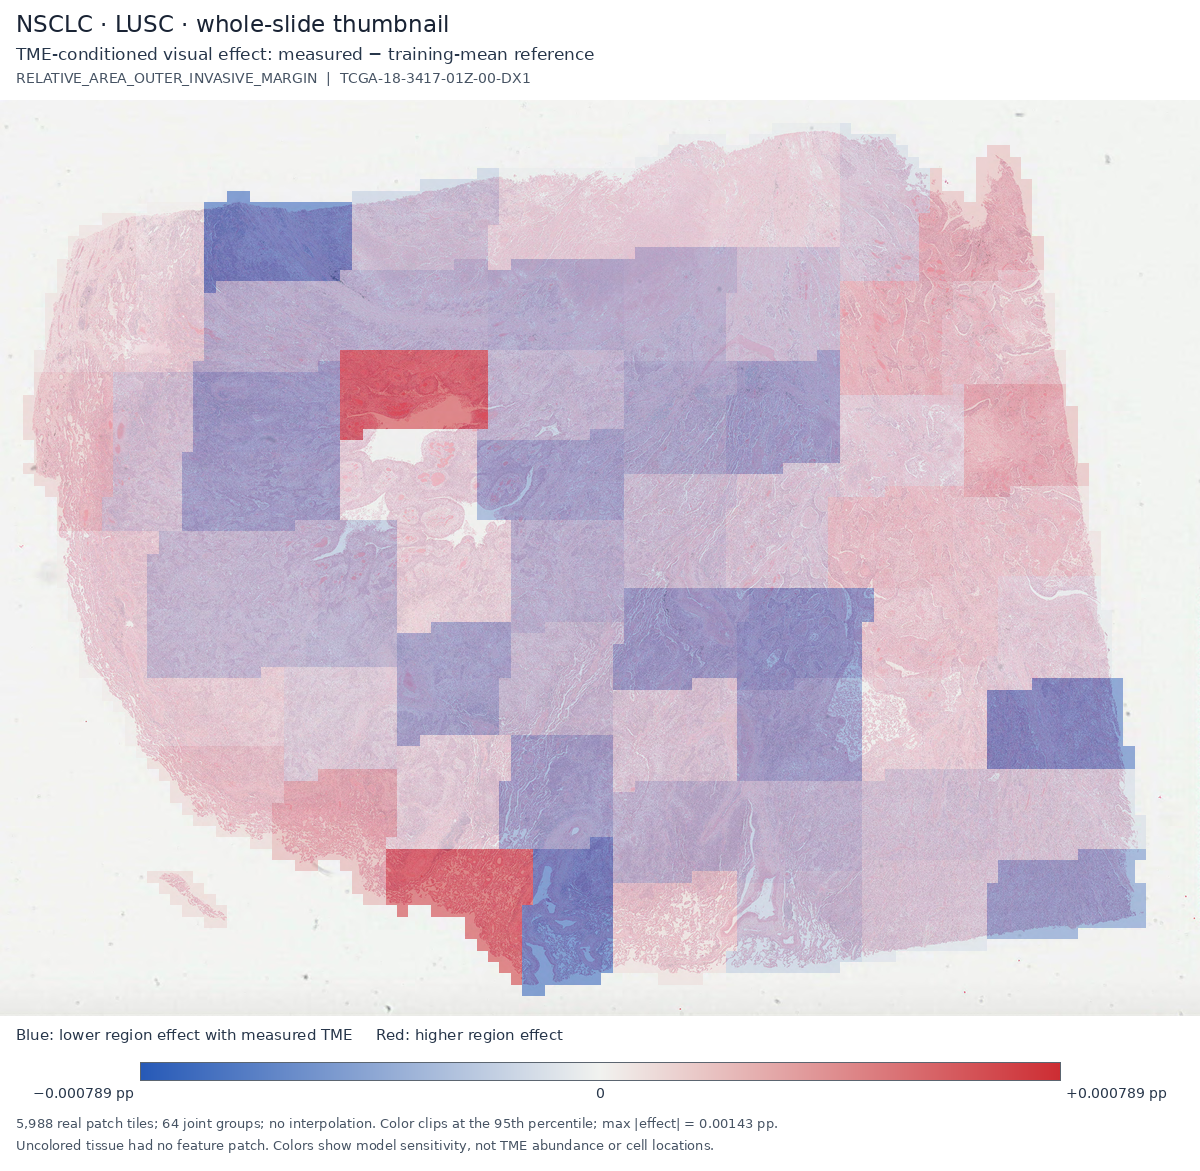 NSCLC · LUSC · whole-slide thumbnail
TME-conditioned visual effect: measured − training-mean reference
RELATIVE_AREA_OUTER_INVASIVE_MARGIN | TCGA-18-3417-01Z-00-DX1
Blue: lower region effect with measured TME Red: higher region effect
−0.000789 pp 0 +0.000789 pp
5,988 real patch tiles; 64 joint groups; no interpolation. Color clips at the 95th percentile; max |effect| = 0.00143 pp.
Uncolored tissue had no feature patch. Colors show model sensitivity, not TME abundance or cell locations.